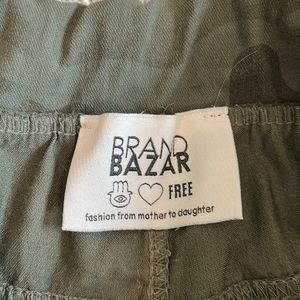 BRAND
BAZAR
FREE
fashion from mother to daughter